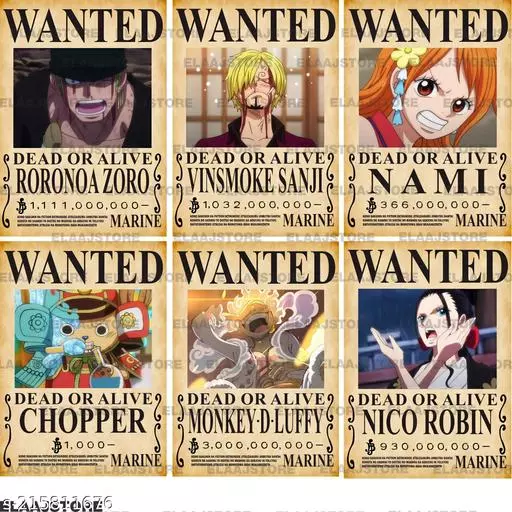 WANTED
DEAD OR ALIVE
RORONOA ZORO
1,111,000,000-
MARINE
WANTED
DEAD OR ALIVE
VINSMOKE SANJI
1.032,000,000-
MARINE
WANTED
DEAD OR ALIVE
NAMI
366,000,000-
MARINE
WANTED
DEAD OR ALIVE
CHOPPER
1,000-
MARINE
WANTED
DEAD OR ALIVE
MONKEY·D·LUFFY
3,000,000,000-
MARINE
WANTED
DEAD OR ALIVE
NICO ROBIN
930,000,000-
MARINE
ELAAJSTORE
s-215811676